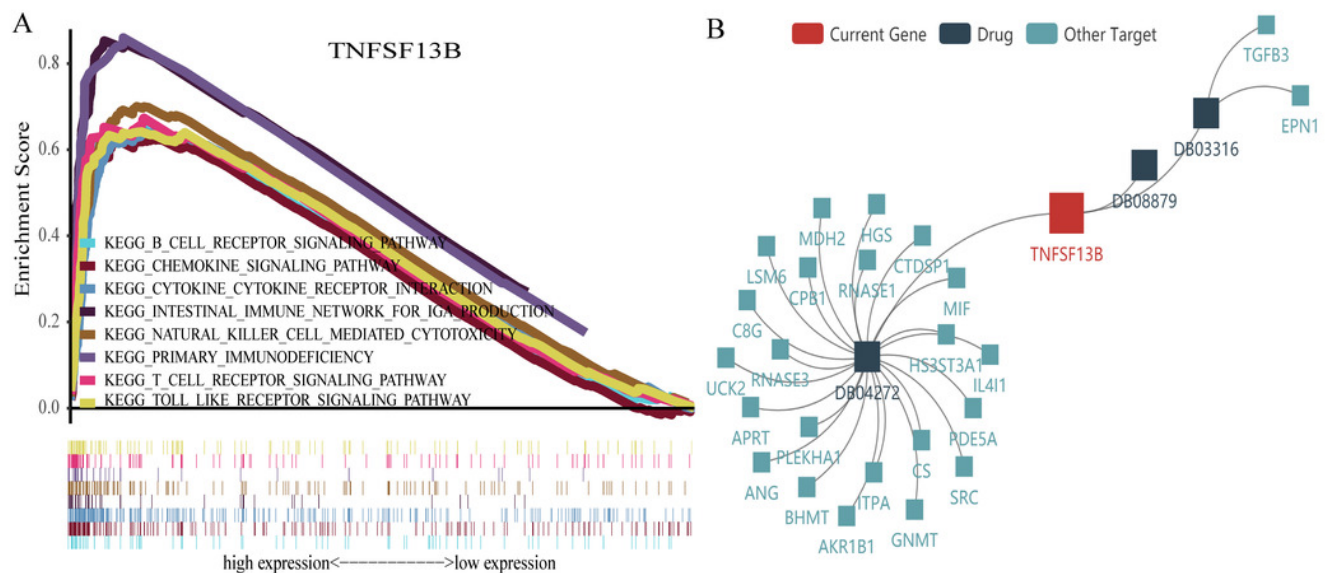 A
TNFSF13B
Enrichment Score
0.8
0.6
0.4
0.2
0.0
KEGG_B_CELL_RECEPTOR_SIGNALING_PATHWAY
KEGG_CHEMOKINE_SIGNALING_PATHWAY
KEGG_CYTOKINE_CYTOKINE_RECEPTOR_INTERACTION
KEGG_INTESTINAL_IMMUNE_NETWORK_FOR_IGA_PRODUCTION
KEGG_NATURAL_KILLER_CELL_MEDIATED_CYTOTOXICITY
KEGG_PRIMARY_IMMUNODEFICIENCY
KEGG_T_CELL_RECEPTOR_SIGNALING_PATHWAY
KEGG_TOLL_LIKE_RECEPTOR_SIGNALING_PATHWAY
high expression<----------->low expression
B
Current Gene
Drug
Other Target
TGFB3
EPN1
DB03316
DB08879
TNFSF13B
MDH2
HGS
CTDSP1
LSM6
CPB1
RNASE1
MIF
C8G
HS3ST3A1
IL4I1
UCK2
RNASE3
DB04272
PDE5A
APRT
PLEKHA1
CS
SRC
ANG
BHMT
ITPA
GNMT
AKR1B1